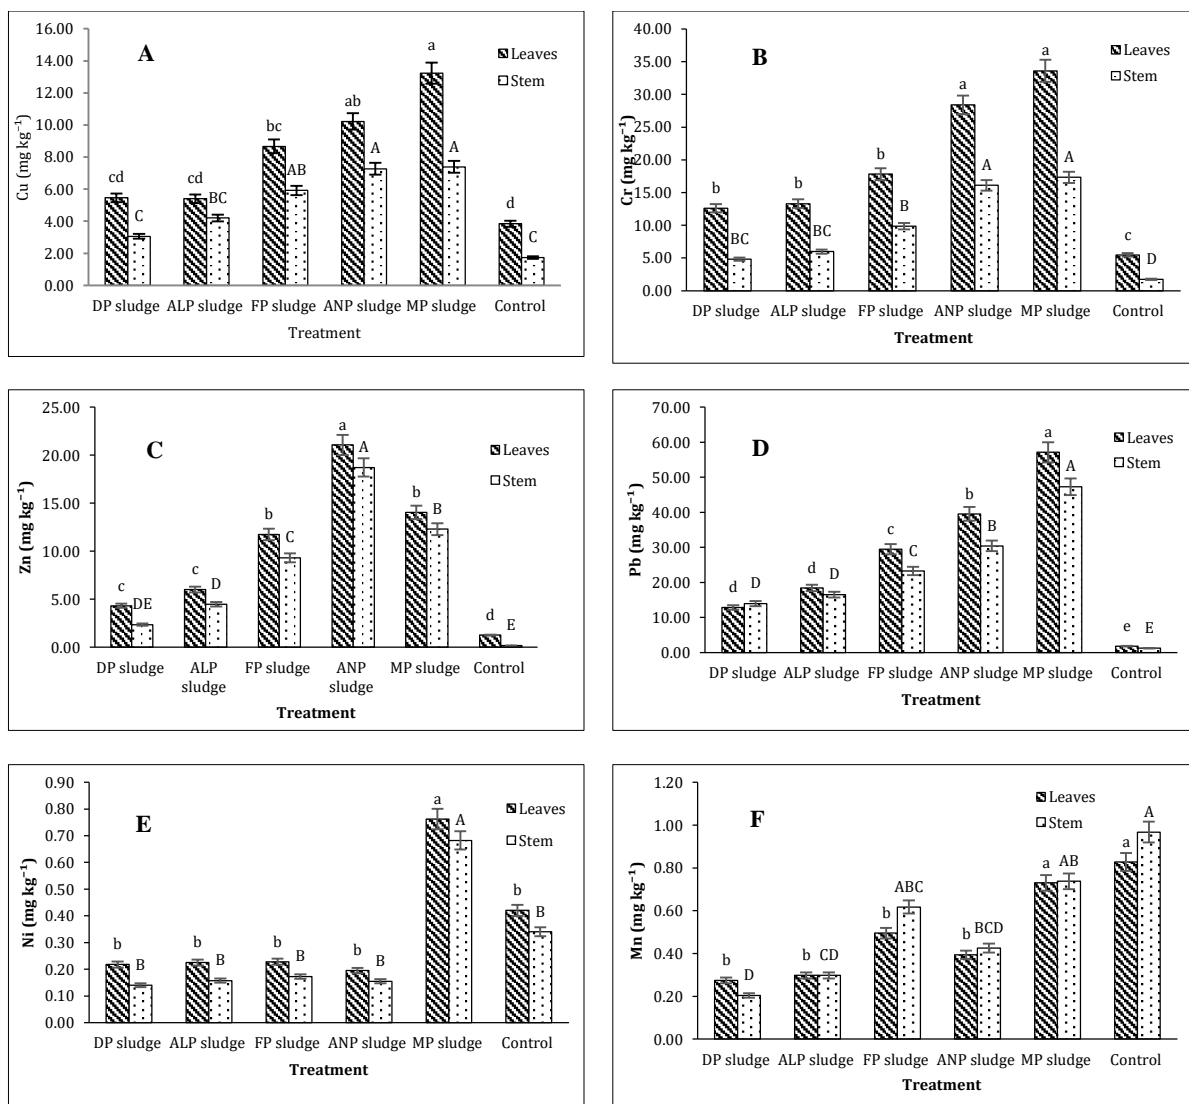 A
16.00
14.00
12.00
10.00
8.00
6.00
4.00
2.00
0.00
Cu (mg kg⁻¹)
Leaves
Stem
cd
C
cd
BC
bc
AB
ab
A
a
A
d
C
DP sludge ALP sludge FP sludge ANP sludge MP sludge Control
Treatment
B
40.00
35.00
30.00
25.00
20.00
15.00
10.00
5.00
0.00
Cr (mg kg⁻¹)
Leaves
Stem
b
BC
b
BC
b
B
a
A
a
A
c
D
DP sludge ALP sludge FP sludge ANP sludge MP sludge Control
Treatment
C
25.00
20.00
15.00
10.00
5.00
0.00
Zn (mg kg⁻¹)
Leaves
Stem
c
DE
c
D
b
C
a
A
b
B
d
E
DP sludge ALP sludge FP sludge ANP sludge MP sludge Control
Treatment
D
70.00
60.00
50.00
40.00
30.00
20.00
10.00
0.00
Pb (mg kg⁻¹)
Leaves
Stem
d
D
d
D
c
C
b
B
a
A
e
E
DP sludge ALP sludge FP sludge ANP sludge MP sludge Control
Treatment
E
0.90
0.80
0.70
0.60
0.50
0.40
0.30
0.20
0.10
0.00
Ni (mg kg⁻¹)
Leaves
Stem
b
B
b
B
b
B
b
B
a
A
b
B
DP sludge ALP sludge FP sludge ANP sludge MP sludge Control
Treatment
F
1.20
1.00
0.80
0.60
0.40
0.20
0.00
Mn (mg kg⁻¹)
Leaves
Stem
b
D
b
CD
b
ABC
b
BCD
a
AB
a
A
DP sludge ALP sludge FP sludge ANP sludge MP sludge Control
Treatment